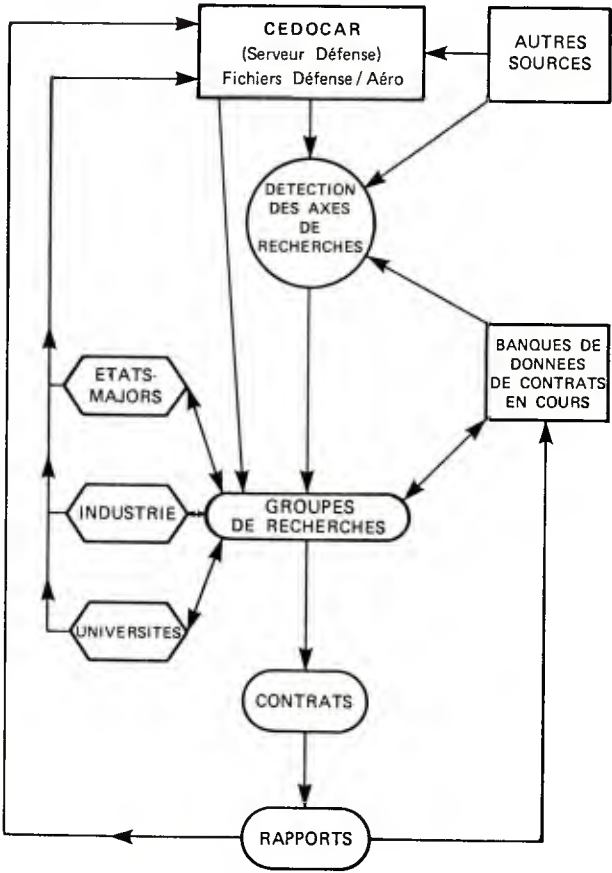 CEDOCAR
(Serveur Défense)
Fichiers Défense / Aéro
AUTRES
SOURCES
DETECTION
DES AXES
DE
RECHERCHES
BANQUES DE
DONNEES
DE CONTRATS
EN COURS
ETATS-
MAJORS
INDUSTRIE
GROUPES
DE RECHERCHES
UNIVERSITES
CONTRATS
RAPPORTS